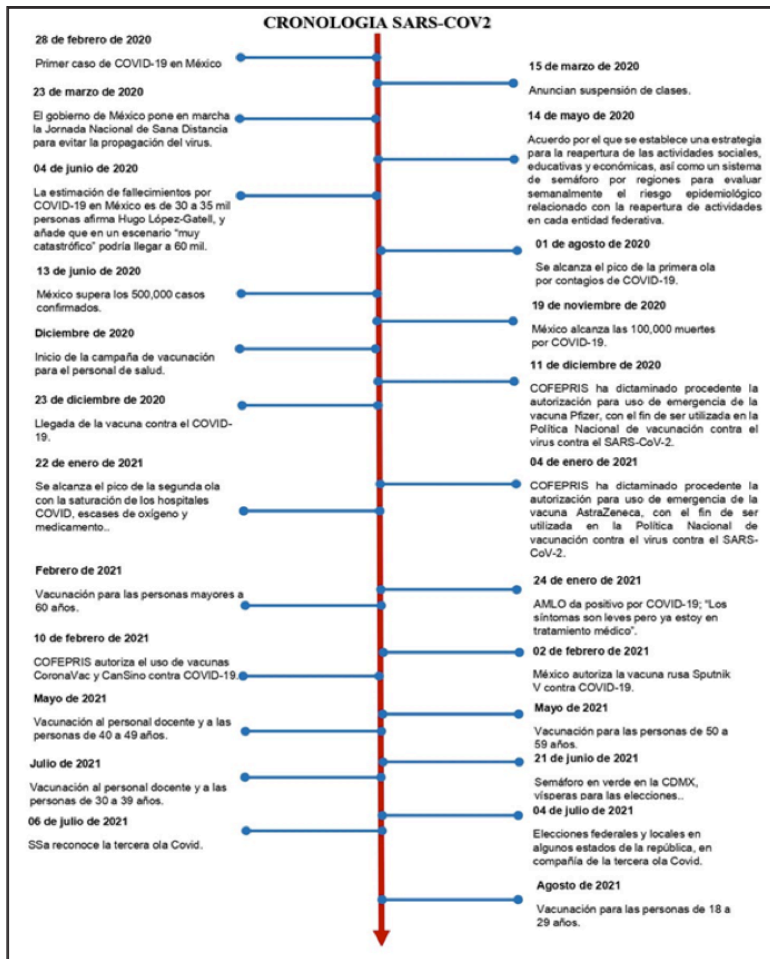 CRONOLOGIA SARS-COV2
28 de febrero de 2020
Primer caso de COVID-19 en México
15 de marzo de 2020
Anuncian suspensión de clases.
23 de marzo de 2020
El gobierno de México pone en marcha
la Jornada Nacional de Sana Distancia
para evitar la propagación del virus.
14 de mayo de 2020
Acuerdo por el que se establece una estrategia
para la reapertura de las actividades sociales,
educativas y económicas, así como un sistema
de semáforo por regiones para evaluar
semanalmente el riesgo epidemiológico
relacionado con la reapertura de actividades
en cada entidad federativa.
04 de junio de 2020
La estimación de fallecimientos por
COVID-19 en México es de 30 a 35 mil
personas afirma Hugo López-Gatell, y
añade que en un escenario "muy
catastrófico" podría llegar a 60 mil.
01 de agosto de 2020
Se alcanza el pico de la primera ola
por contagios de COVID-19.
13 de junio de 2020
México supera los 500,000 casos
confirmados.
19 de noviembre de 2020
México alcanza las 100,000 muertes
por COVID-19.
Diciembre de 2020
Inicio de la campaña de vacunación
para el personal de salud.
11 de diciembre de 2020
COFEPRIS ha dictaminado procedente la
autorización para uso de emergencia de la
vacuna Pfizer, con el fin de ser utilizada en la
Política Nacional de vacunación contra el
virus contra el SARS-CoV-2.
23 de diciembre de 2020
Llegada de la vacuna contra el COVID-
19.
22 de enero de 2021
Se alcanza el pico de la segunda ola
con la saturación de los hospitales
COVID, escases de oxígeno y
medicamento..
04 de enero de 2021
COFEPRIS ha dictaminado procedente la
autorización para uso de emergencia de la
vacuna AstraZeneca, con el fin de ser
utilizada en la Política Nacional de
vacunación contra el virus contra el SARS-
CoV-2.
Febrero de 2021
Vacunación para las personas mayores a
60 años.
24 de enero de 2021
AMLO da positivo por COVID-19; "Los
síntomas son leves pero ya estoy en
tratamiento médico".
10 de febrero de 2021
COFEPRIS autoriza el uso de vacunas
CoronaVac y CanSino contra COVID-19.
02 de febrero de 2021
México autoriza la vacuna rusa Sputnik
V contra COVID-19.
Mayo de 2021
Vacunación al personal docente y a las
personas de 40 a 49 años.
Mayo de 2021
Vacunación para las personas de 50 a
59 años.
Julio de 2021
Vacunación al personal docente y a las
personas de 30 a 39 años.
21 de junio de 2021
Semáforo en verde en la CDMX,
vísperas para las elecciones..
06 de julio de 2021
SSa reconoce la tercera ola Covid.
04 de julio de 2021
Elecciones federales y locales en
algunos estados de la república, en
compañía de la tercera ola Covid.
Agosto de 2021
Vacunación para las personas de 18 a
29 años.